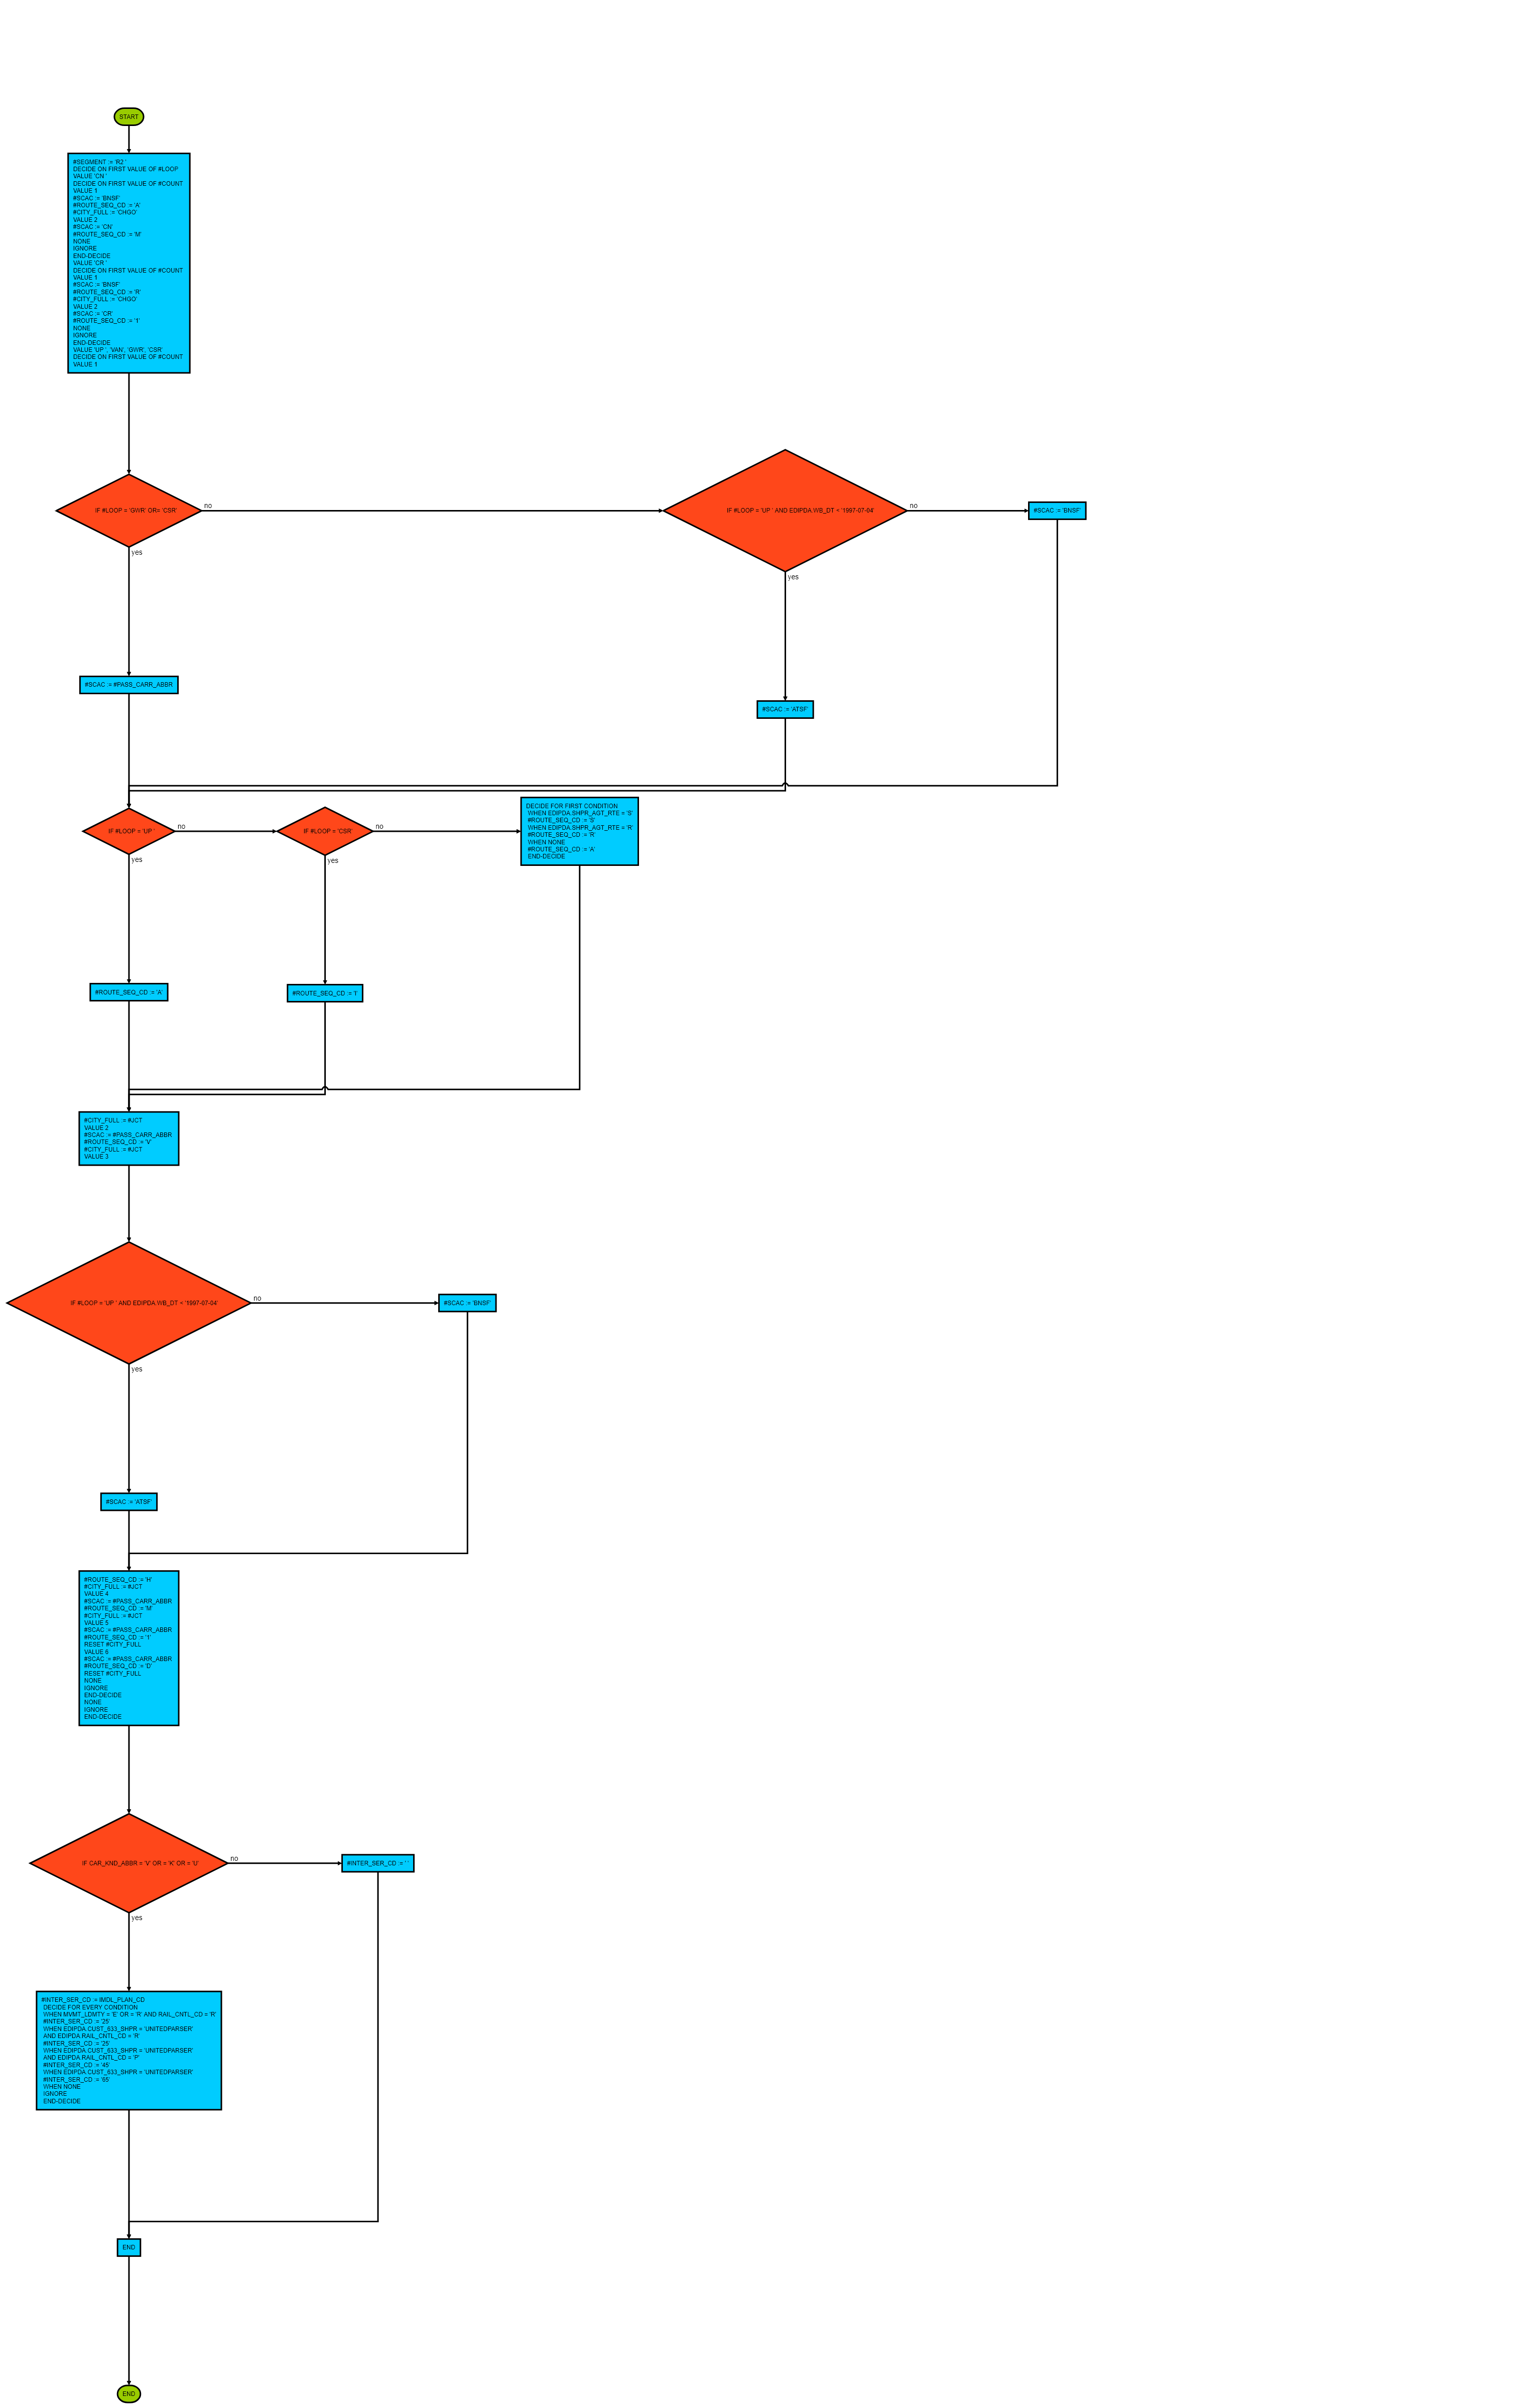 START
#SEGMENT := 'R2 '
DECIDE ON FIRST VALUE OF #LOOP
VALUE 'CN '
DECIDE ON FIRST VALUE OF #COUNT
VALUE 1
#SCAC := 'BNSF'
#ROUTE_SEQ_CD := 'A'
#CITY_FULL := 'CHGO'
VALUE 2
#SCAC := 'CN'
#ROUTE_SEQ_CD := 'M'
NONE
IGNORE
END-DECIDE
VALUE 'CR '
DECIDE ON FIRST VALUE OF #COUNT
VALUE 1
#SCAC := 'BNSF'
#ROUTE_SEQ_CD := 'R'
#CITY_FULL := 'CHGO'
VALUE 2
#SCAC := 'CR'
#ROUTE_SEQ_CD := '1'
NONE
IGNORE
END-DECIDE
VALUE 'UP ', 'VAN', 'GWR', 'CSR'
DECIDE ON FIRST VALUE OF #COUNT
VALUE 1
IF #LOOP = 'GWR' OR= 'CSR'
no
IF #LOOP = 'UP ' AND EDIPDA.WB_DT < '1997-07-04'
no
#SCAC := 'BNSF'
yes
yes
#SCAC := #PASS_CARR_ABBR
#SCAC := 'ATSF'
IF #LOOP = 'UP '
no
IF #LOOP = 'CSR'
no
DECIDE FOR FIRST CONDITION
WHEN EDIPDA.SHPR_AGT_RTE = 'S'
#ROUTE_SEQ_CD := 'S'
WHEN EDIPDA.SHPR_AGT_RTE = 'R'
#ROUTE_SEQ_CD := 'R'
WHEN NONE
#ROUTE_SEQ_CD := 'A'
END-DECIDE
yes
yes
#ROUTE_SEQ_CD := 'A'
#ROUTE_SEQ_CD := 'I
#CITY_FULL := #JCT
VALUE 2
#SCAC := #PASS_CARR_ABBR
#ROUTE_SEQ_CD := 'V'
#CITY_FULL := #JCT
VALUE 3
IF #LOOP = 'UP ' AND EDIPDA.WB_DT < '1997-07-04'
no
#SCAC := 'BNSF'
yes
#SCAC := 'ATSF'
#ROUTE_SEQ_CD := 'H'
#CITY_FULL := #JCT
VALUE 4
#SCAC := #PASS_CARR_ABBR
#ROUTE_SEQ_CD := 'M'
#CITY_FULL := #JCT
VALUE 5
#SCAC := #PASS_CARR_ABBR
#ROUTE_SEQ_CD := '1'
RESET #CITY_FULL
VALUE 6
#SCAC := #PASS_CARR_ABBR
#ROUTE_SEQ_CD := 'D'
RESET #CITY_FULL
NONE
IGNORE
END-DECIDE
NONE
IGNORE
END-DECIDE
IF CAR_KND_ABBR = 'V' OR = 'K' OR = 'U'
no
#INTER_SER_CD := ' '
yes
#INTER_SER_CD := IMDL_PLAN_CD
DECIDE FOR EVERY CONDITION
WHEN MVMT_LDMTY = 'E' OR = 'R' AND RAIL_CNTL_CD = 'R'
#INTER_SER_CD := '25'
WHEN EDIPDA.CUST_633_SHPR = 'UNITEDPARSER'
AND EDIPDA.RAIL_CNTL_CD = 'R'
#INTER_SER_CD := '25'
WHEN EDIPDA.CUST_633_SHPR = 'UNITEDPARSER'
AND EDIPDA.RAIL_CNTL_CD = 'P'
#INTER_SER_CD := '45'
WHEN EDIPDA.CUST_633_SHPR = 'UNITEDPARSER'
#INTER_SER_CD := '65'
WHEN NONE
IGNORE
END-DECIDE
END
END